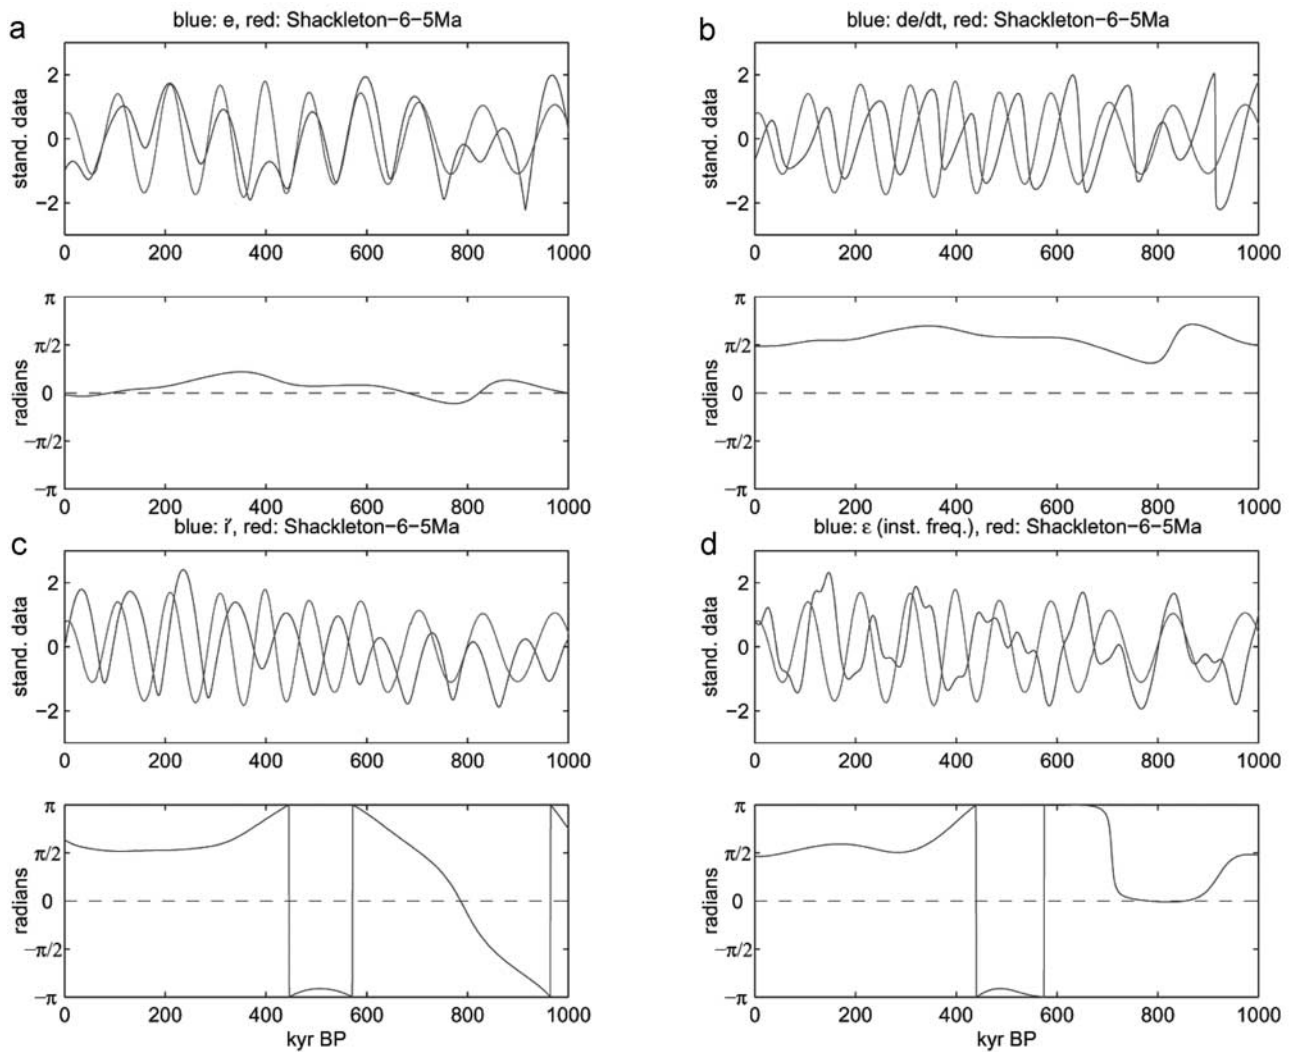 a
blue: e, red: Shackleton−6−5Ma
stand. data
2
0
−2
0 200 400 600 800 1000
radians
π
π/2
0
−π/2
−π
0 200 400 600 800 1000
b
blue: de/dt, red: Shackleton−6−5Ma
stand. data
2
0
−2
0 200 400 600 800 1000
radians
π
π/2
0
−π/2
−π
0 200 400 600 800 1000
c
blue: i', red: Shackleton−6−5Ma
stand. data
2
0
−2
0 200 400 600 800 1000
radians
π
π/2
0
−π/2
−π
0 200 400 600 800 1000
kyr BP
d
blue: ε (inst. freq.), red: Shackleton−6−5Ma
stand. data
2
0
−2
0 200 400 600 800 1000
radians
π
π/2
0
−π/2
−π
0 200 400 600 800 1000
kyr BP